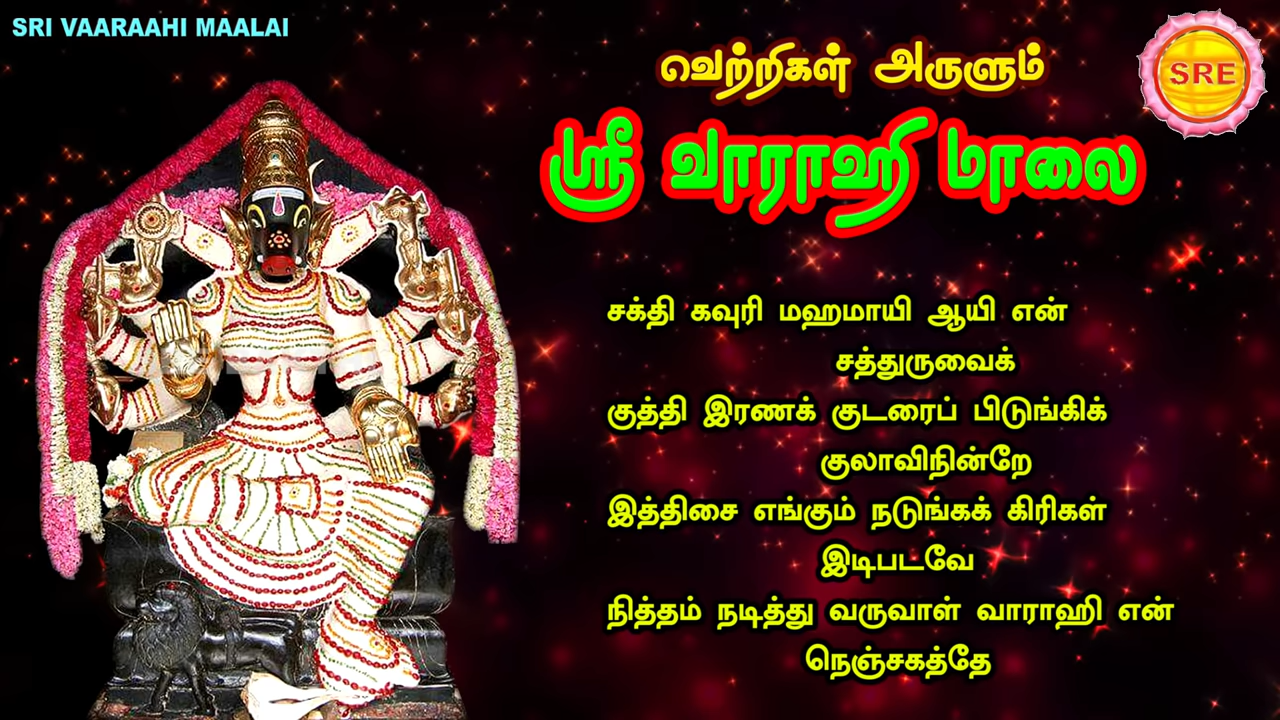 SRI VAARAAHI MAALAI
SRE
வெற்றிகள் அருளும்
ஸ்ரீ வாராஹி மாலை
சக்தி கவுரி மஹமாயி ஆயி என்
சத்துருவைக்
குத்தி இரணக் குடரைப் பிடுங்கிக்
குலாவிநின்றே
இத்திசை எங்கும் நடுங்கக் கிரிகள்
இடிபடவே
நித்தம் நடித்து வருவாள் வாராஹி என்
நெஞ்சகத்தே